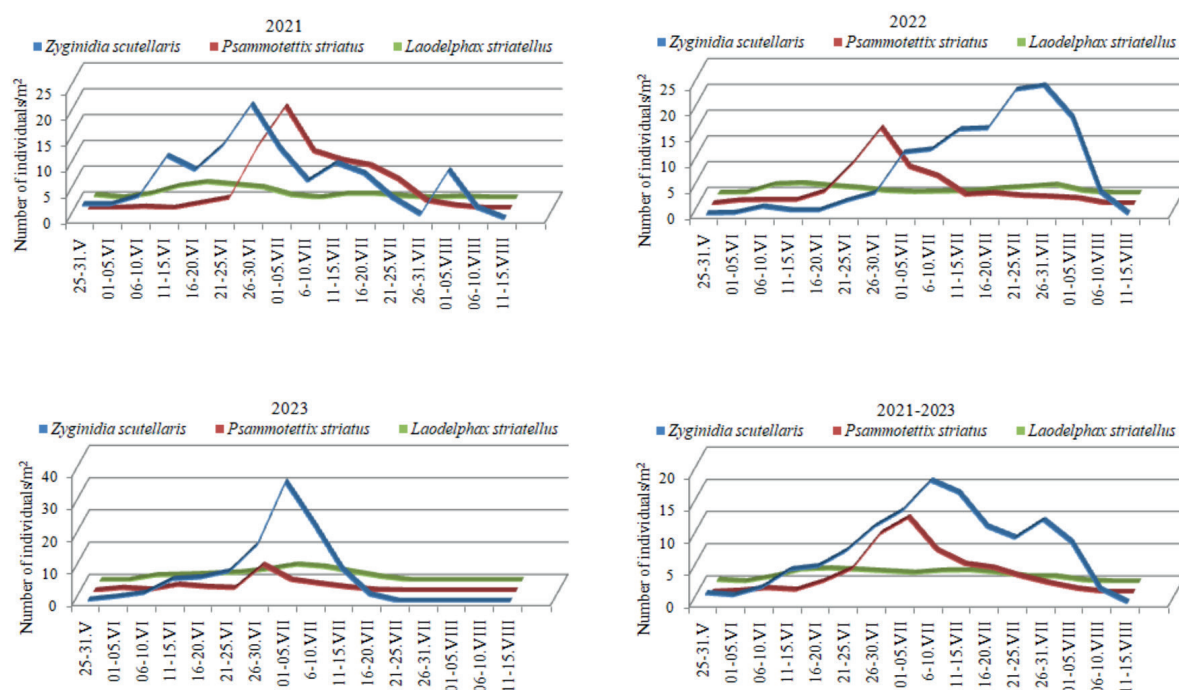 2021
Zyginidia scutellaris Psammotettix striatus Laodelphax striatellus
Number of individuals/m²
25
20
15
10
5
0
25-31.V
01-05.VI
06-10.VI
11-15.VI
16-20.VI
21-25.VI
26-30.VI
01-05.VII
6-10.VII
11-15.VII
16-20.VII
21-25.VII
26-31.VII
01-05.VIII
06-10.VIII
11-15.VIII
2022
Zyginidia scutellaris Psammotettix striatus Laodelphax striatellus
Number of individuals/m²
25
20
15
10
5
0
25-31.V
01-05.VI
06-10.VI
11-15.VI
16-20.VI
21-25.VI
26-30.VI
01-05.VII
6-10.VII
11-15.VII
16-20.VII
21-25.VII
26-31.VII
01-05.VIII
06-10.VIII
11-15.VIII
2023
Zyginidia scutellaris Psammotettix striatus Laodelphax striatellus
Number of individuals/m²
40
30
20
10
0
25-31.V
01-05.VI
06-10.VI
11-15.VI
16-20.VI
21-25.VI
26-30.VI
01-05.VII
6-10.VII
11-15.VII
16-20.VII
21-25.VII
26-31.VII
01-05.VIII
06-10.VIII
11-15.VIII
2021-2023
Zyginidia scutellaris Psammotettix striatus Laodelphax striatellus
Number of individuals/m²
20
15
10
5
0
25-31.V
01-05.VI
06-10.VI
11-15.VI
16-20.VI
21-25.VI
26-30.VI
01-05.VII
6-10.VII
11-15.VII
16-20.VII
21-25.VII
26-31.VII
01-05.VIII
06-10.VIII
11-15.VIII